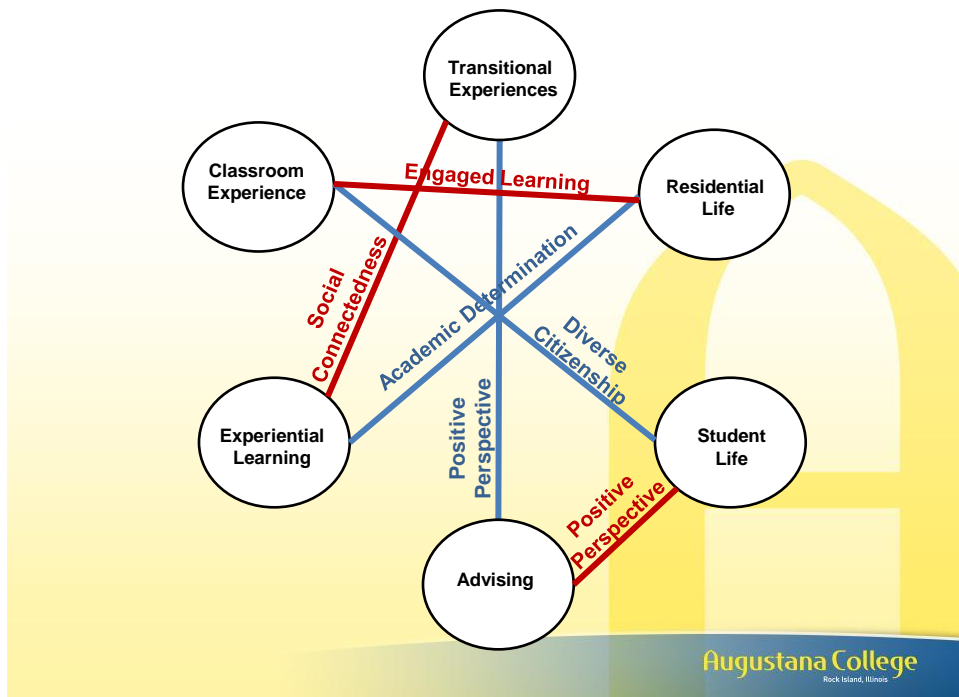 Transitional
Experiences
Classroom
Experience
Engaged Learning
Residential
Life
Social
Connectedness
Academic Determination
Diverse
Citizenship
Experiential
Learning
Positive
Perspective
Student
Life
Positive
Perspective
Advising
Augustana College
Rock Island, Illinois